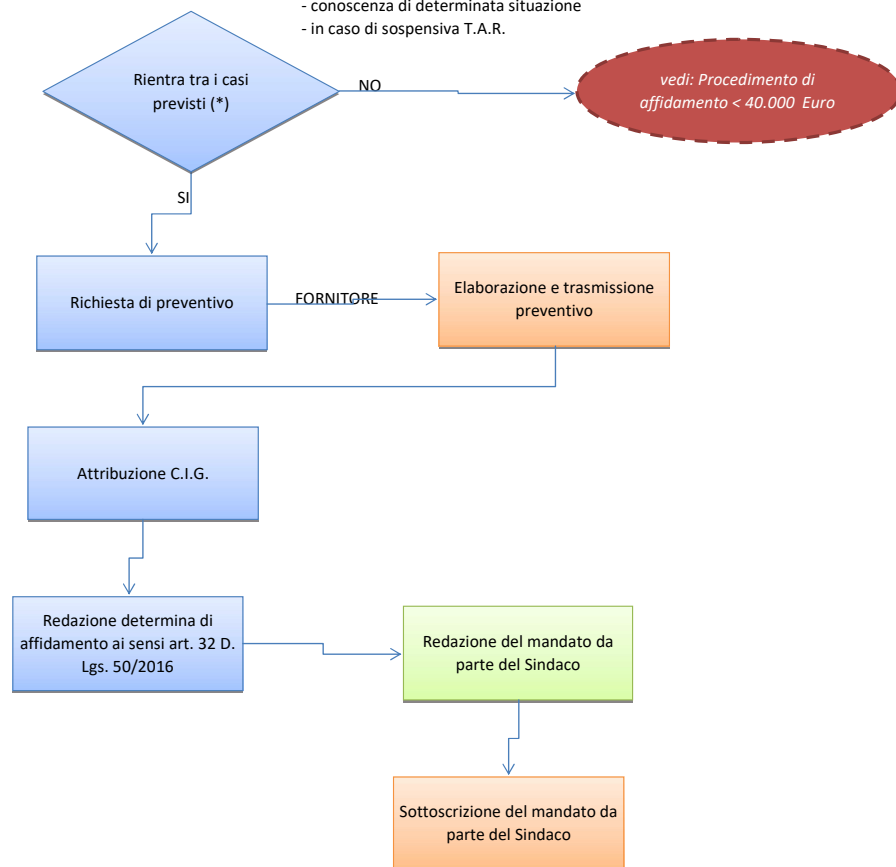 - conoscenza di determinata situazione
- in caso di sospensiva T.A.R.
Rientra tra i casi
previsti (*)
NO
vedi: Procedimento di
affidamento < 40.000 Euro
SI
Richiesta di preventivo
FORNITORE
Elaborazione e trasmissione
preventivo
Attribuzione C.I.G.
Redazione determina di
affidamento ai sensi art. 32 D.
Lgs. 50/2016
Redazione del mandato da
parte del Sindaco
Sottoscrizione del mandato da
parte del Sindaco